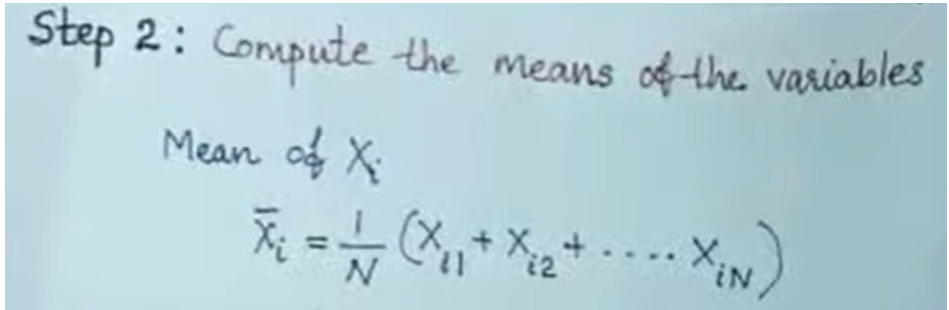 Step 2: Compute the means of the variables
Mean of Xi
X̄i = 1/N (Xi1 + Xi2 + .... XiN)